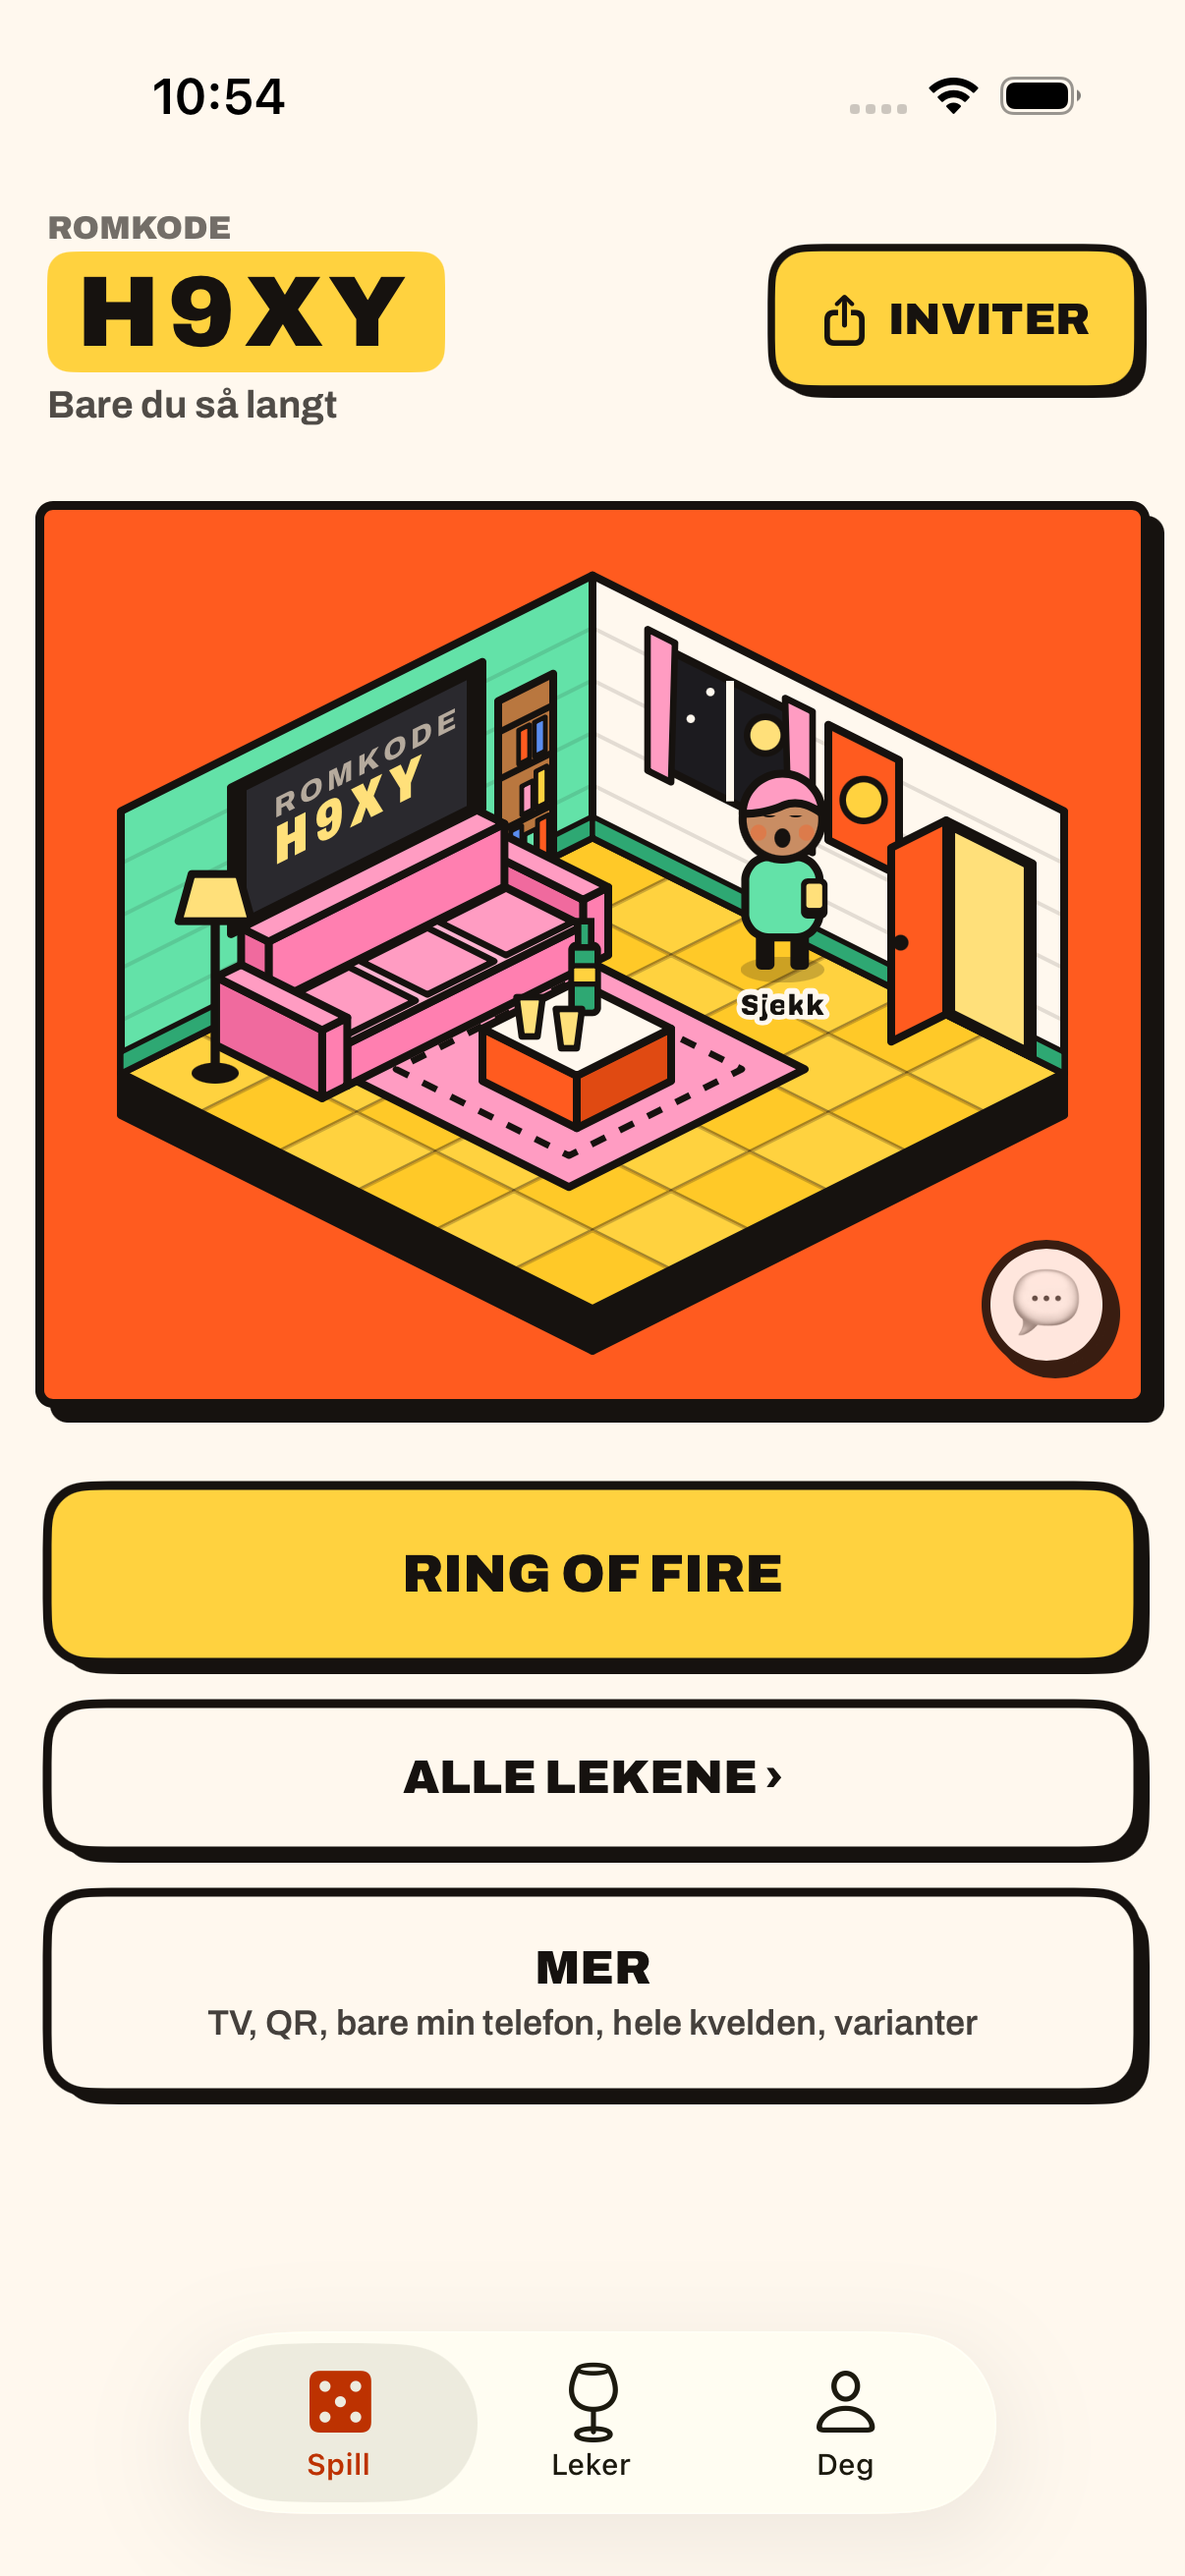 10:54
ROMKODE
H9XY
INVITER
Bare du så langt
ROMKODE
H9XY
Sjekk
RING OF FIRE
ALLE LEKENE ›
MER
TV, QR, bare min telefon, hele kvelden, varianter
Spill
Leker
Deg